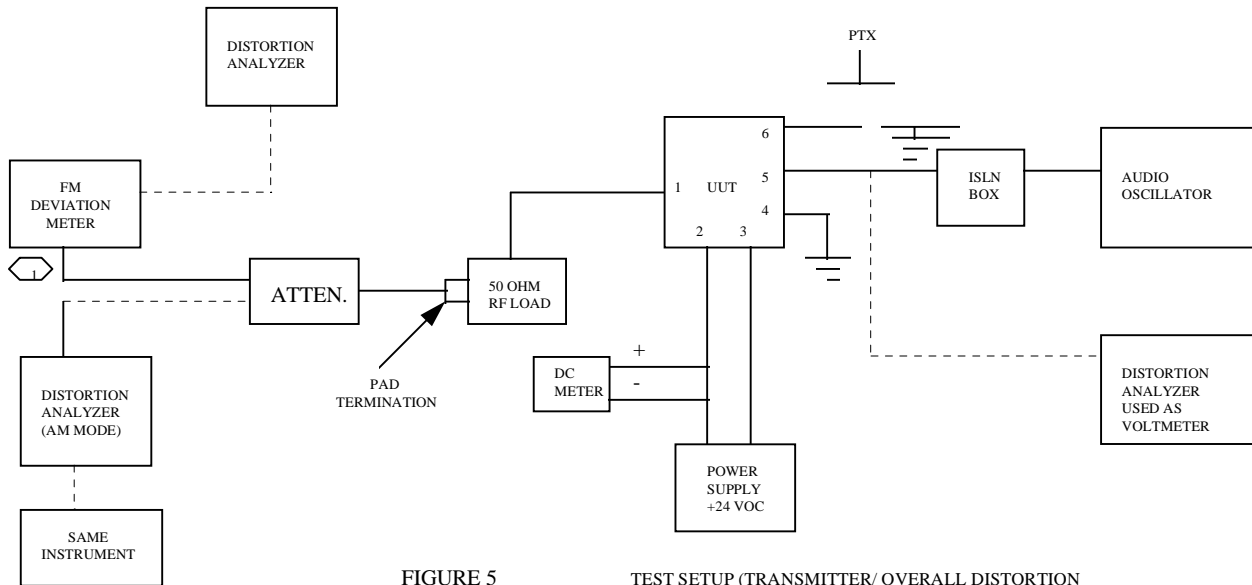 DISTORTION
ANALYZER
PTX
FM
DEVIATION
METER
1
ATTEN.
50 OHM
RF LOAD
PAD
TERMINATION
DISTORTION
ANALYZER
(AM MODE)
SAME
INSTRUMENT
1
UUT
6
5
4
2
3
ISLN
BOX
AUDIO
OSCILLATOR
DC
METER
+
-
POWER
SUPPLY
+24 VOC
DISTORTION
ANALYZER
USED AS
VOLTMETER
FIGURE 5
TEST SETUP (TRANSMITTER/ OVERALL DISTORTION